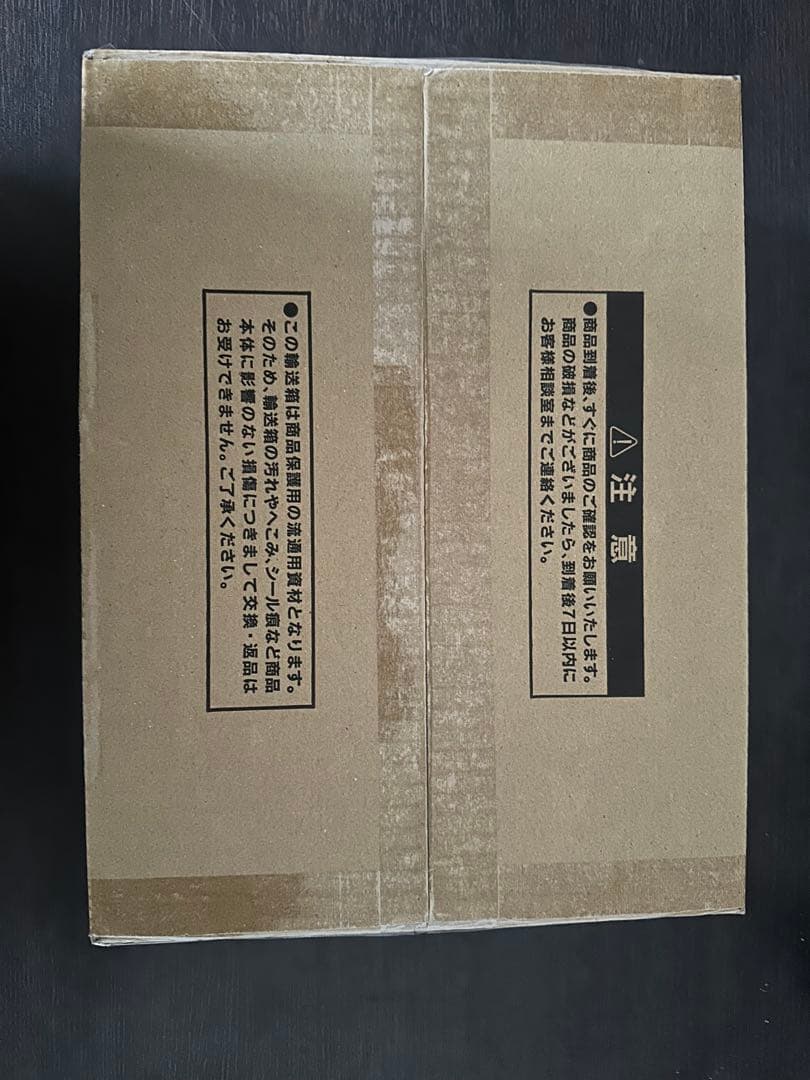 ⚠ 注意
●商品到着後、すぐに商品のご確認をお願いいたします。
商品の破損などがございましたら、到着後7日以内に
お客様相談室までご連絡ください。
●この輸送箱は商品保護用の流通用資材となります。
そのため、輸送箱の汚れやへこみ、シール痕など商品
本体に影響のない損傷につきまして交換・返品は
お受けできません。ご了承ください。